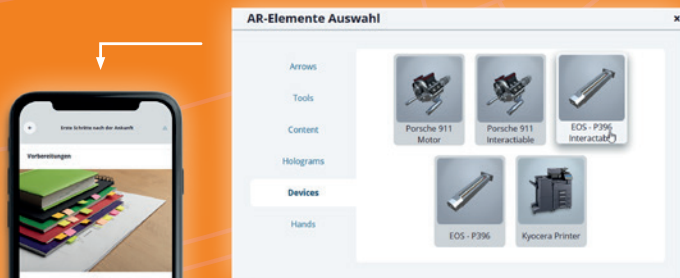 AR-Elemente Auswahl
x
Arrows
Tools
Content
Holograms
Devices
Hands
Porsche 911
Motor
Porsche 911
Interactiable
EOS - P396
Interactable
EOS - P396
Kyocera Printer
Erste Schritte nach der Ankunft
Vorbereitungen